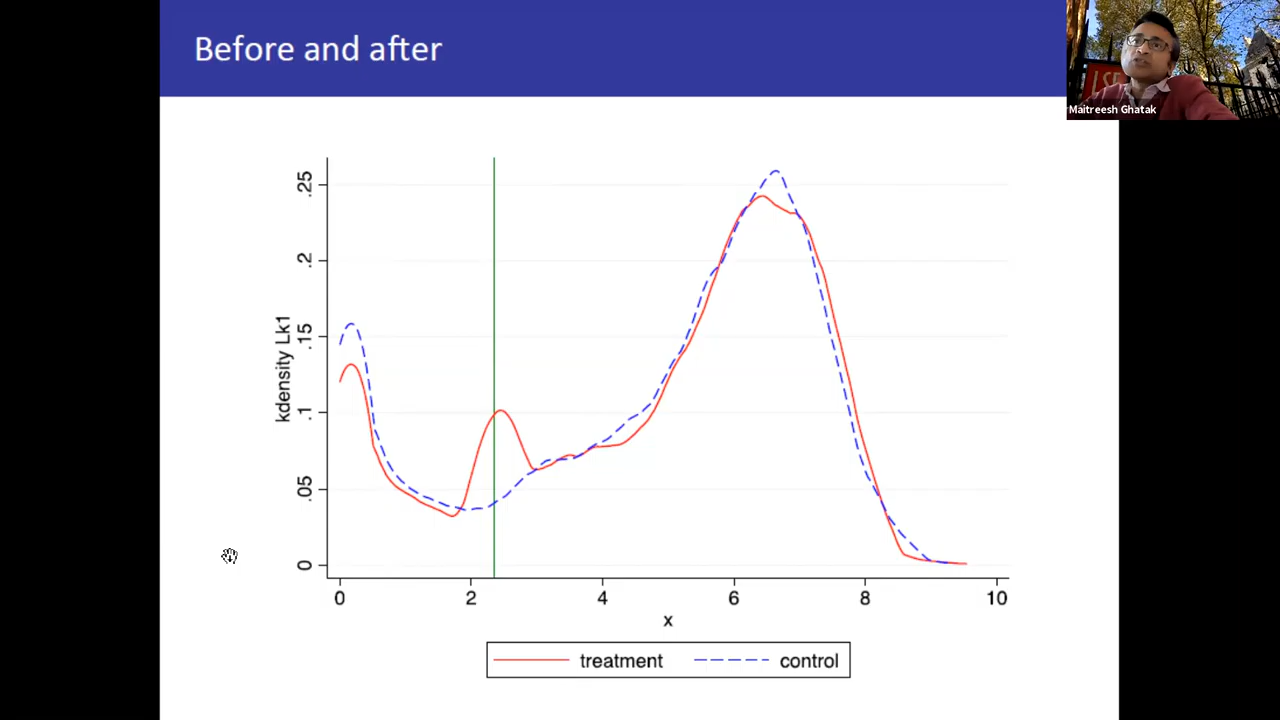 Before and after
LSE
Maitreesh Ghatak
kdensity Lk1
.25
.2
.15
.1
.05
0
0 2 4 6 8 10
x
treatment control